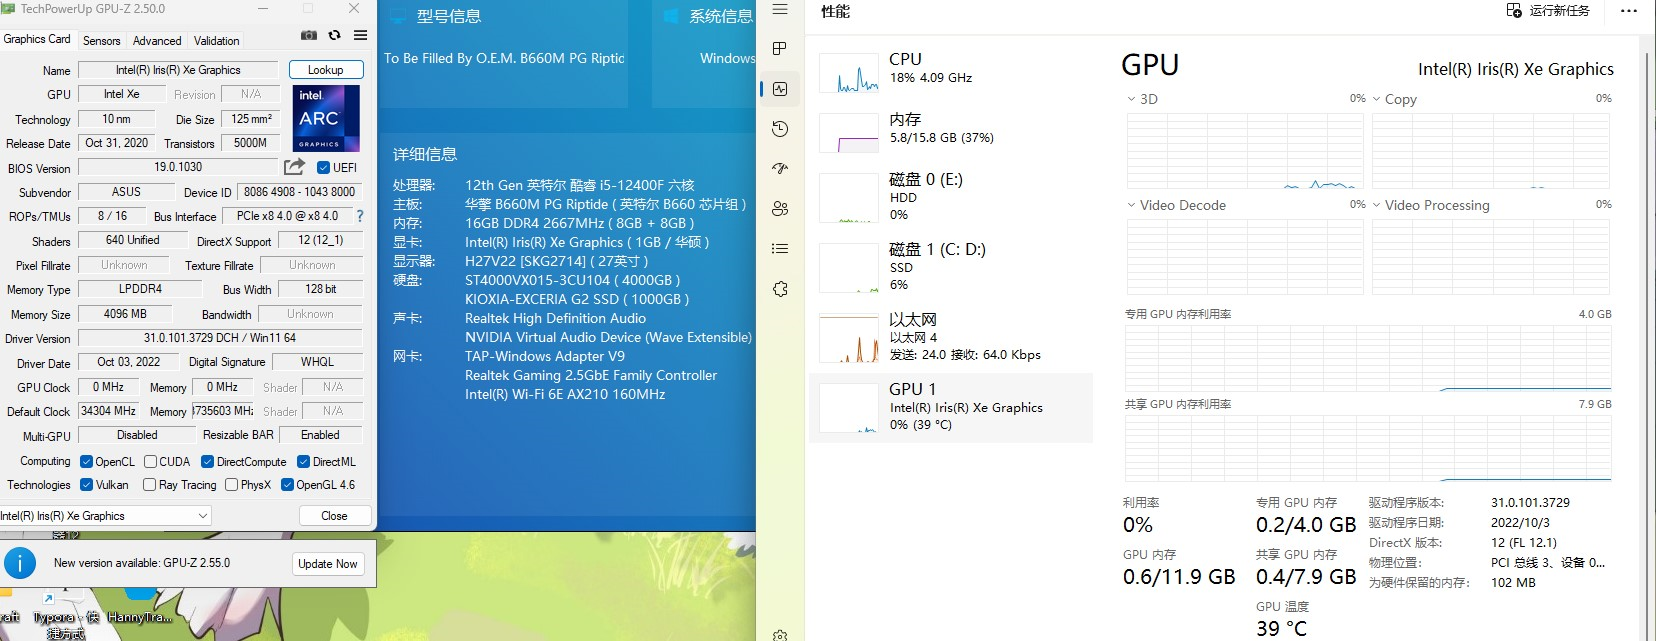 TechPowerUp GPU-Z 2.50.0
Graphics Card
Sensors
Advanced
Validation
Name
Intel(R) Iris(R) Xe Graphics
Lookup
GPU
Intel Xe
Revision
N/A
Technology
10 nm
Die Size
125 mm²
Release Date
Oct 31, 2020
Transistors
5000M
intel.
ARC
GRAPHICS
BIOS Version
19.0.1030
UEFI
Subvendor
ASUS
Device ID
8086 4908 - 1043 8000
ROPs/TMUs
8 / 16
Bus Interface
PCIe x8 4.0 @ x8 4.0
?
Shaders
640 Unified
DirectX Support
12 (12_1)
Pixel Fillrate
Unknown
Texture Fillrate
Unknown
Memory Type
LPDDR4
Bus Width
128 bit
Memory Size
4096 MB
Bandwidth
Unknown
Driver Version
31.0.101.3729 DCH / Win11 64
Driver Date
Oct 03, 2022
Digital Signature
WHQL
GPU Clock
0 MHz
Memory
0 MHz
Shader
N/A
Default Clock
34304 MHz
Memory
Shader
N/A
Multi-GPU
Disabled
Resizable BAR
Enabled
Computing
OpenCL
CUDA
DirectCompute
DirectML
Technologies
Vulkan
Ray Tracing
PhysX
OpenGL 4.6
Intel(R) Iris(R) Xe Graphics
Close
New version available: GPU-Z 2.55.0
Update Now
Typora - 快
捷方式
HannyTra...
型号信息
To Be Filled By O.E.M. B660M PG Riptid
系统信息
Windows
详细信息
处理器:
12th Gen 英特尔 酷睿 i5-12400F 六核
主板:
华擎 B660M PG Riptide ( 英特尔 B660 芯片组 )
内存:
16GB DDR4 2667MHz ( 8GB + 8GB )
显卡:
Intel(R) Iris(R) Xe Graphics ( 1GB / 华硕 )
显示器:
H27V22 [SKG2714] ( 27英寸 )
硬盘:
ST4000VX015-3CU104 ( 4000GB )
KIOXIA-EXCERIA G2 SSD ( 1000GB )
声卡:
Realtek High Definition Audio
NVIDIA Virtual Audio Device (Wave Extensible)
网卡:
TAP-Windows Adapter V9
Realtek Gaming 2.5GbE Family Controller
Intel(R) Wi-Fi 6E AX210 160MHz
性能
运行新任务
CPU
18% 4.09 GHz
内存
5.8/15.8 GB (37%)
磁盘 0 (E:)
HDD
0%
磁盘 1 (C: D:)
SSD
6%
以太网
以太网 4
发送: 24.0 接收: 64.0 Kbps
GPU 1
Intel(R) Iris(R) Xe Graphics
0% (39 °C)
GPU
Intel(R) Iris(R) Xe Graphics
3D
0%
Copy
0%
Video Decode
0%
Video Processing
0%
专用 GPU 内存利用率
4.0 GB
共享 GPU 内存利用率
7.9 GB
利用率
0%
专用 GPU 内存
0.2/4.0 GB
GPU 内存
0.6/11.9 GB
共享 GPU 内存
0.4/7.9 GB
GPU 温度
39 °C
驱动程序版本:
31.0.101.3729
驱动程序日期:
2022/10/3
DirectX 版本:
12 (FL 12.1)
物理位置:
PCI 总线 3、设备 0...
为硬件保留的内存:
102 MB